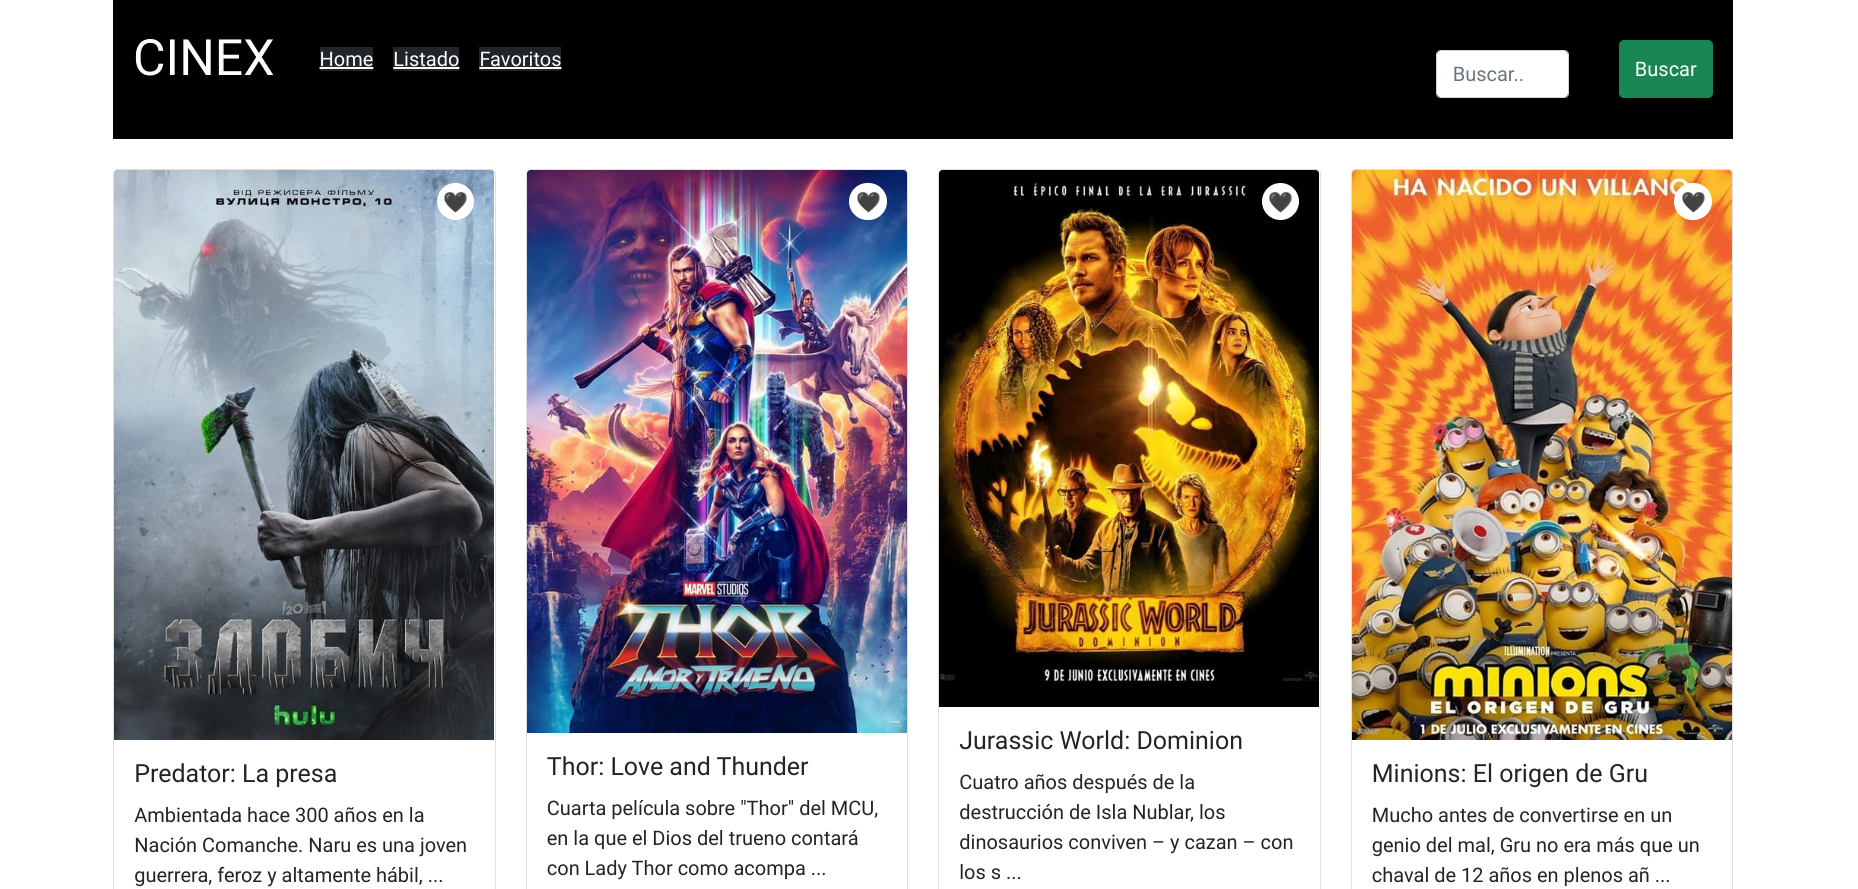 CINEX
Home Listado Favoritos
Buscar..
Buscar
ВІД РЕЖИСЕРА ФІЛЬМУ
ВУЛИЦЯ МОНСТРО, 10
ЗДОБИЧ
hulu
Predator: La presa
Ambientada hace 300 años en la
Nación Comanche. Naru es una joven
guerrera, feroz y altamente hábil, ...
MARVEL STUDIOS
THOR
AMOR Y TRUENO
Thor: Love and Thunder
Cuarta película sobre "Thor" del MCU,
en la que el Dios del trueno contará
con Lady Thor como acompa ...
EL ÉPICO FINAL DE LA ERA JURASSIC
JURASSIC WORLD
DOMINION
9 DE JUNIO EXCLUSIVAMENTE EN CINES
Jurassic World: Dominion
Cuatro años después de la
destrucción de Isla Nublar, los
dinosaurios conviven – y cazan – con
los s ...
HA NACIDO UN VILLANO
ILLUMINATION PRESENTA
minions
EL ORIGEN DE GRU
1 DE JULIO EXCLUSIVAMENTE EN CINES
Minions: El origen de Gru
Mucho antes de convertirse en un
genio del mal, Gru no era más que un
chaval de 12 años en plenos añ ...